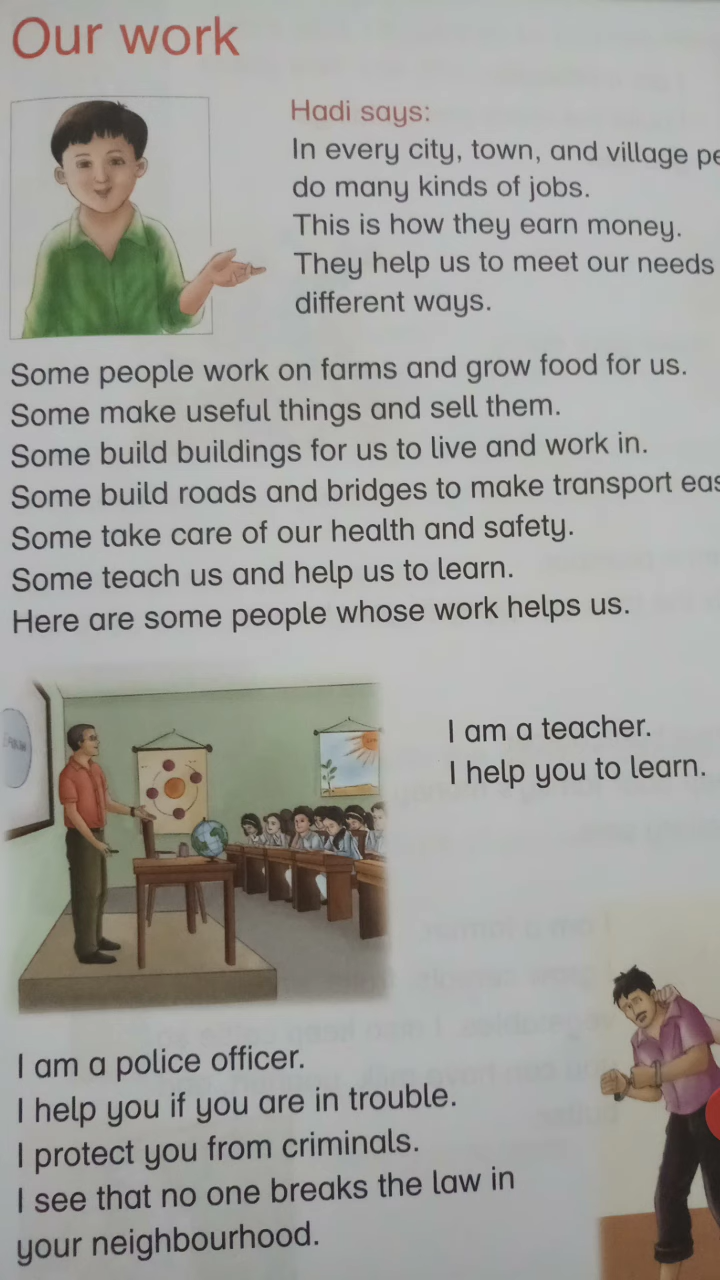 Our work
Hadi says:
In every city, town, and village
do many kinds of jobs.
This is how they earn money.
They help us to meet our needs
different ways.
Some people work on farms and grow food for us.
Some make useful things and sell them.
Some build buildings for us to live and work in.
Some build roads and bridges to make transport
Some take care of our health and safety.
Some teach us and help us to learn.
Here are some people whose work helps us.
I am a teacher.
I help you to learn.
I am a police officer.
I help you if you are in trouble.
I protect you from criminals.
I see that no one breaks the law in
your neighbourhood.